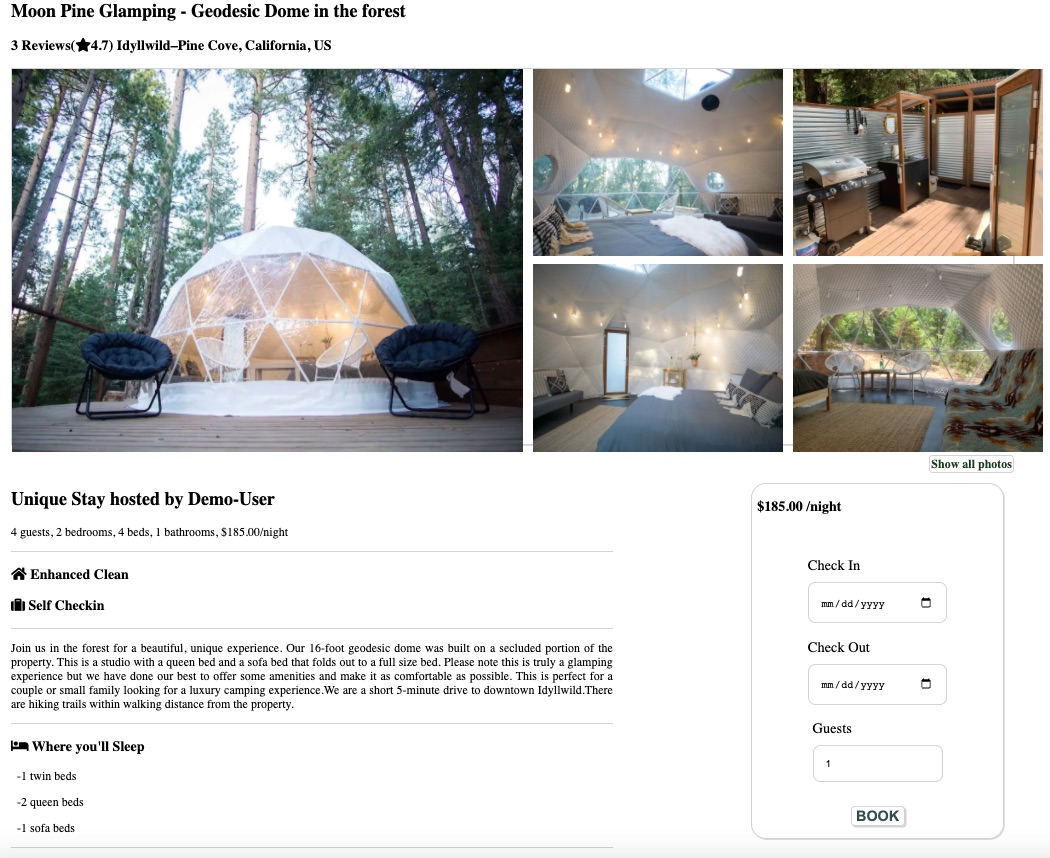 Moon Pine Glamping - Geodesic Dome in the forest
3 Reviews(★4.7) Idyllwild–Pine Cove, California, US
Show all photos
Unique Stay hosted by Demo-User
4 guests, 2 bedrooms, 4 beds, 1 bathrooms, $185.00/night
Enhanced Clean
Self Checkin
Join us in the forest for a beautiful, unique experience. Our 16-foot geodesic dome was built on a secluded portion of the
property. This is a studio with a queen bed and a sofa bed that folds out to a full size bed. Please note this is truly a glamping
experience but we have done our best to offer some amenities and make it as comfortable as possible. This is perfect for a
couple or small family looking for a luxury camping experience.We are a short 5-minute drive to downtown Idyllwild.There
are hiking trails within walking distance from the property.
Where you'll Sleep
-1 twin beds
-2 queen beds
-1 sofa beds
$185.00 /night
Check In
mm/dd/yyyy
Check Out
mm/dd/yyyy
Guests
1
BOOK